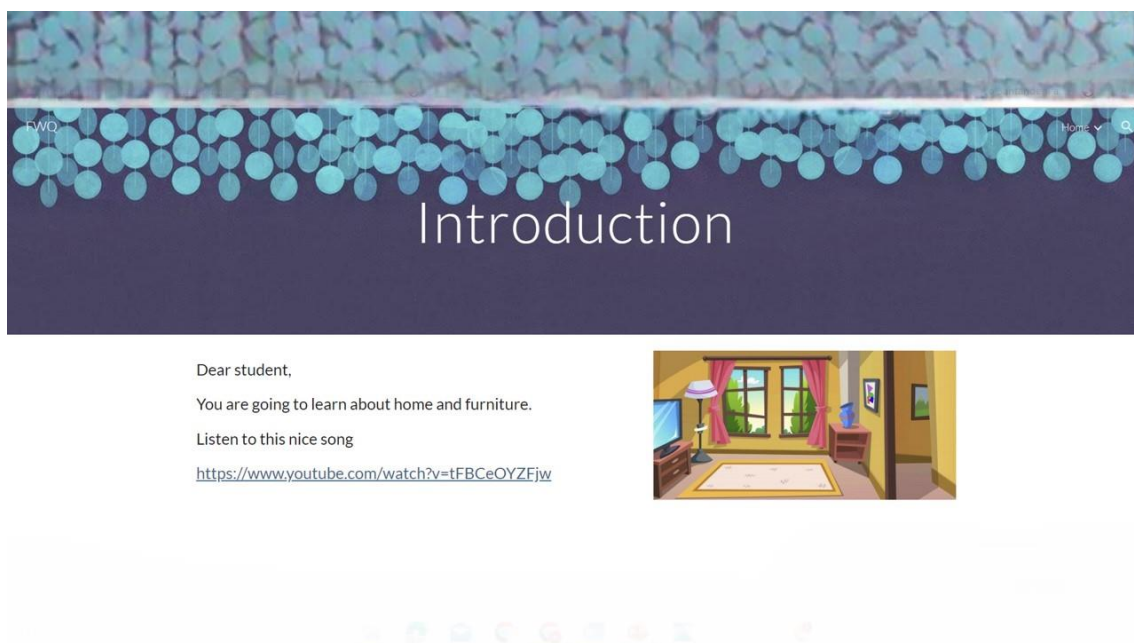 FWQ
Home
Introduction
Dear student,
You are going to learn about home and furniture.
Listen to this nice song
https://www.youtube.com/watch?v=tFBCeOYZFjw